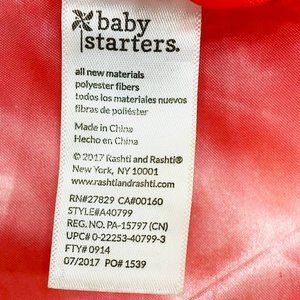 baby
starters.
all new materials
polyester fibers
todos los materiales nuevos
fibras de poliéster
Made in China
Hecho en China
© 2017 Rashti and Rashti®
New York, NY 10001
www.rashtiandrashti.com
RN#27829 CA#00160
STYLE#A40799
REG. NO. PA-15797 (CN)
UPC# 0-22253-40799-3
FTY# 0914
07/2017 PO# 1539